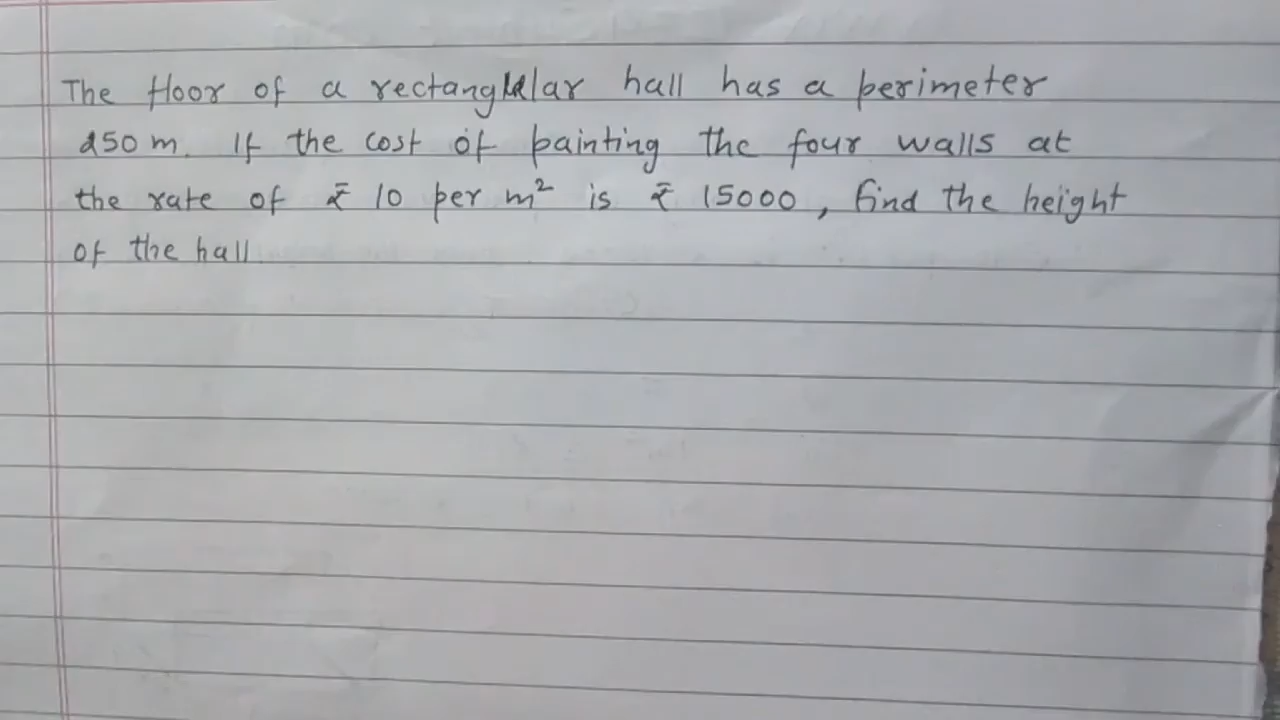 The floor of a rectangular hall has a perimeter
250 m. If the cost of painting the four walls at
the rate of ₹ 10 per m² is ₹ 15000, find the height
of the hall